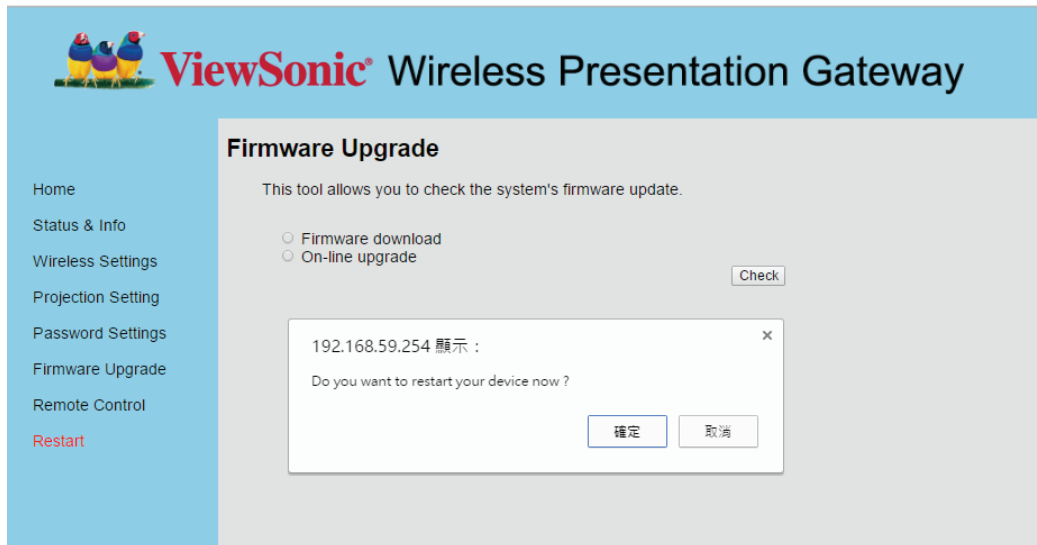 ViewSonic® Wireless Presentation Gateway
Firmware Upgrade
This tool allows you to check the system's firmware update.
Home
Status & Info
Wireless Settings
Projection Setting
Password Settings
Firmware Upgrade
Remote Control
Restart
Firmware download
On-line upgrade
Check
192.168.59.254 顯示：
×
Do you want to restart your device now ?
確定
取消